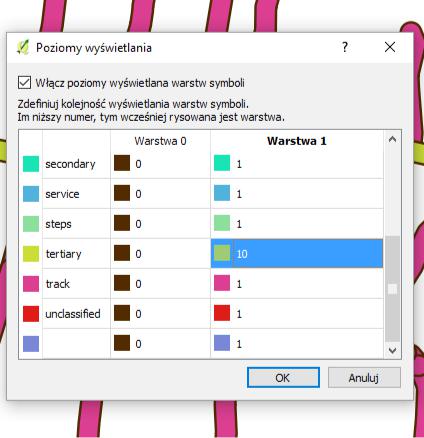 Poziomy wyświetlania
Włącz poziomy wyświetlana warstw symboli
Zdefiniuj kolejność wyświetlania warstw symboli.
Im niższy numer, tym wcześniej rysowana jest warstwa.
Warstwa 0 Warstwa 1
secondary 0 1
service 0 1
steps 0 1
tertiary 0 10
track 0 1
unclassified 0 1
0 1
OK Anuluj